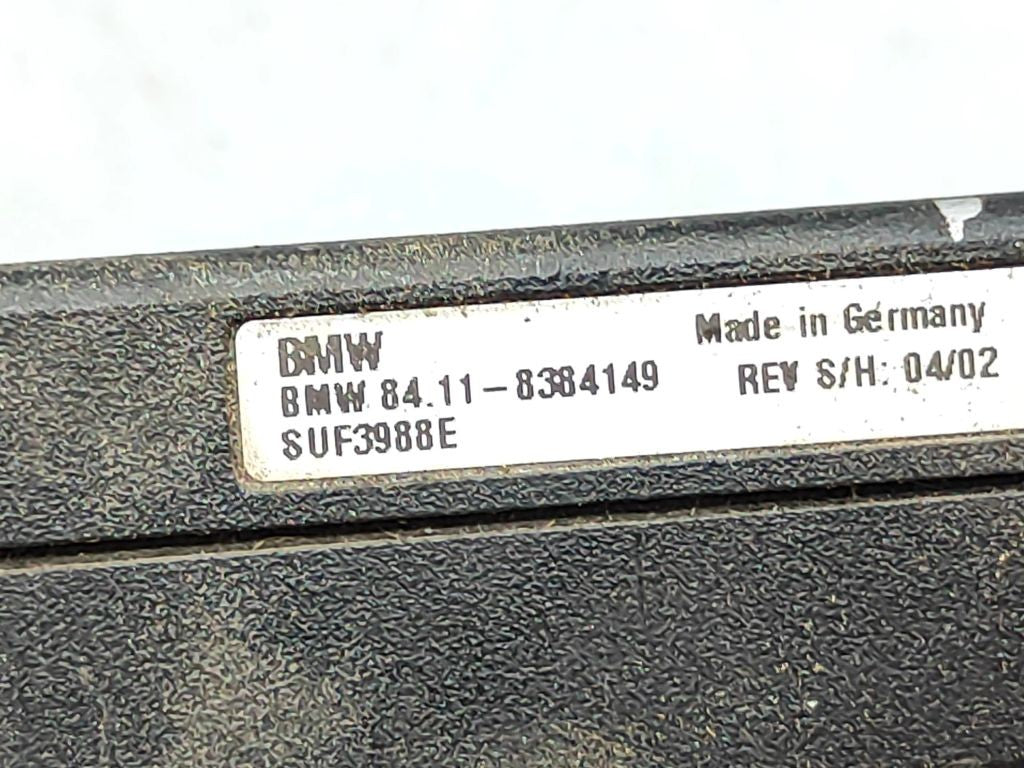 BMW
BMW 84.11-8384149
SUF3988E
Made in Germany
REV S/H: 04/02